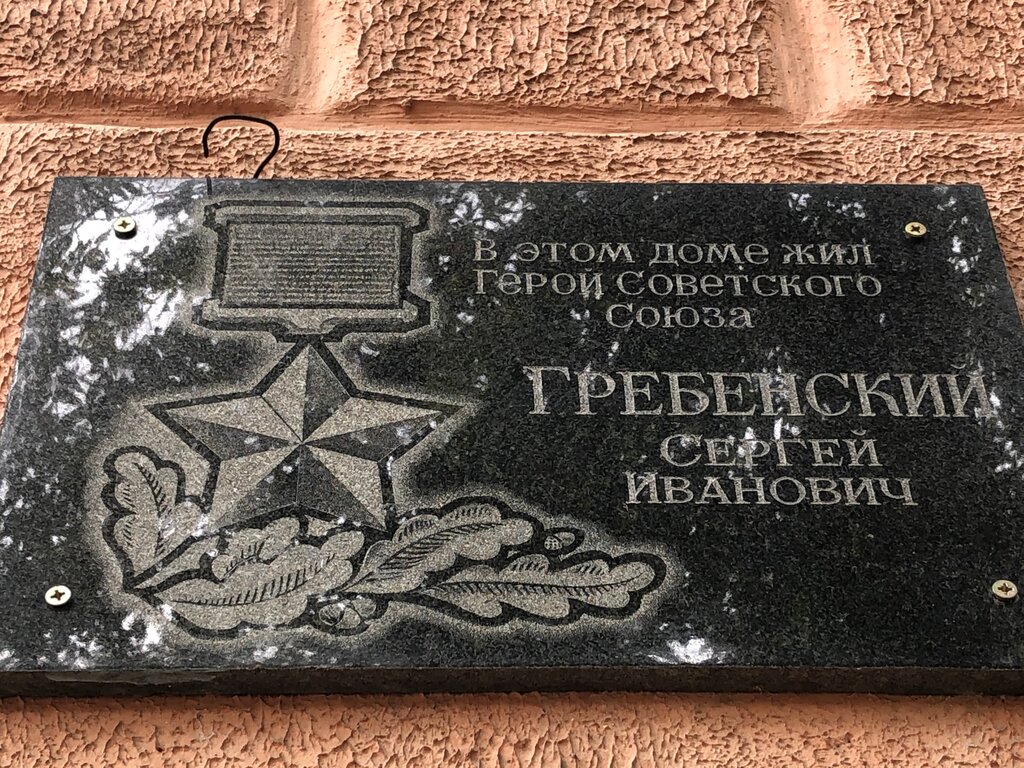 В этом доме жил
Герой Советского
Союза
Гребенский
Сергей
Иванович